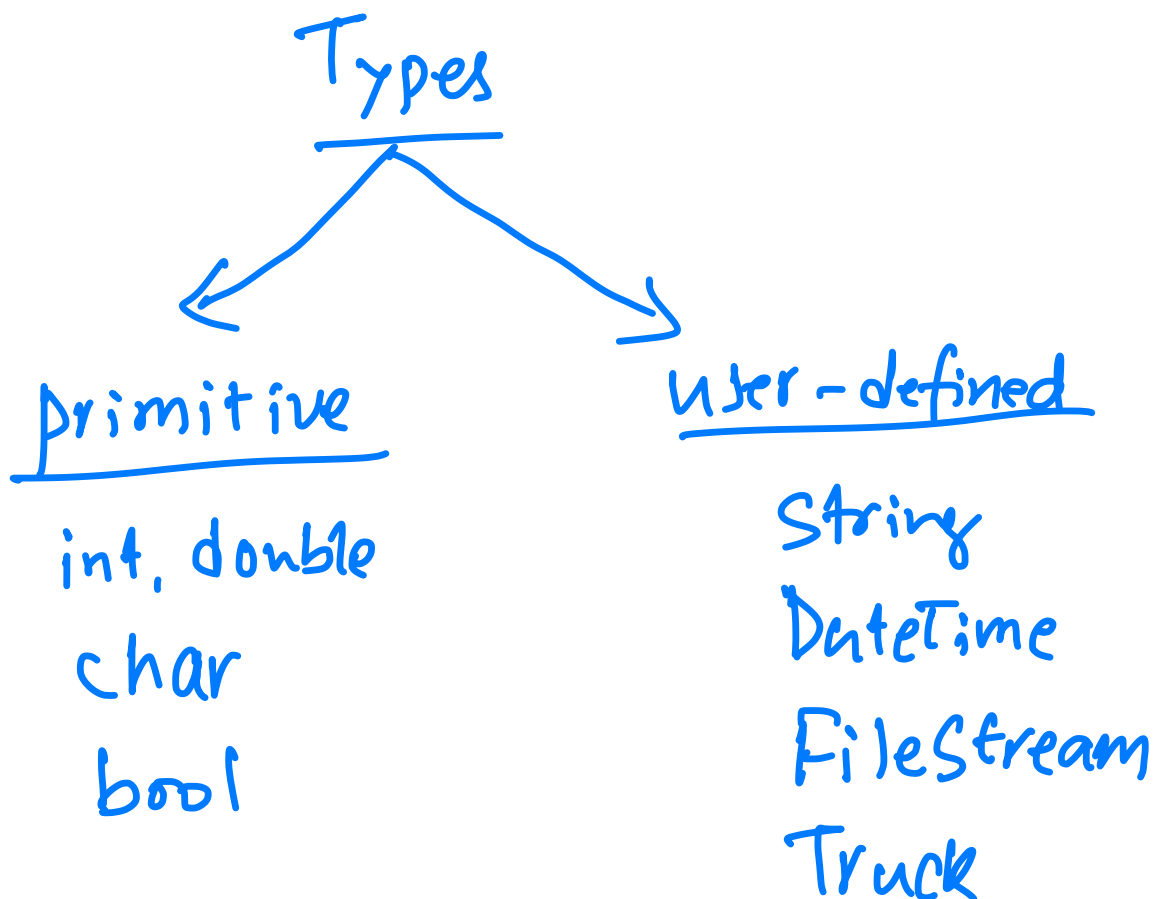 Types
primitive
user-defined
int, double
char
bool
String
DateTime
FileStream
Truck